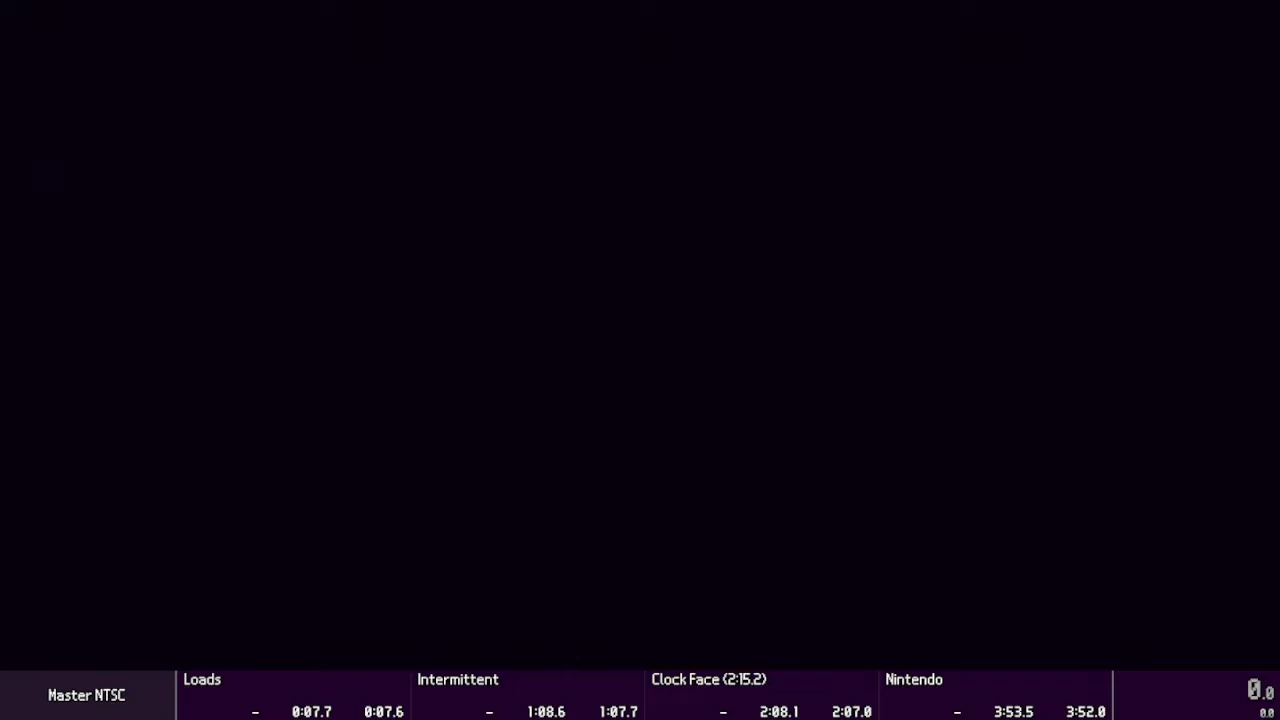 Master NTSC
Loads
- 0:07.7 0:07.6
Intermittent
- 1:08.6 1:07.7
Clock Face (2:15.2)
- 2:08.1 2:07.0
Nintendo
- 3:53.5 3:52.0
0.0
0.0